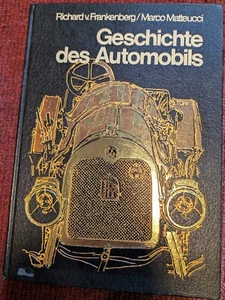 Richard v. Frankenberg / Marco Matteucci
Geschichte
des Automobils